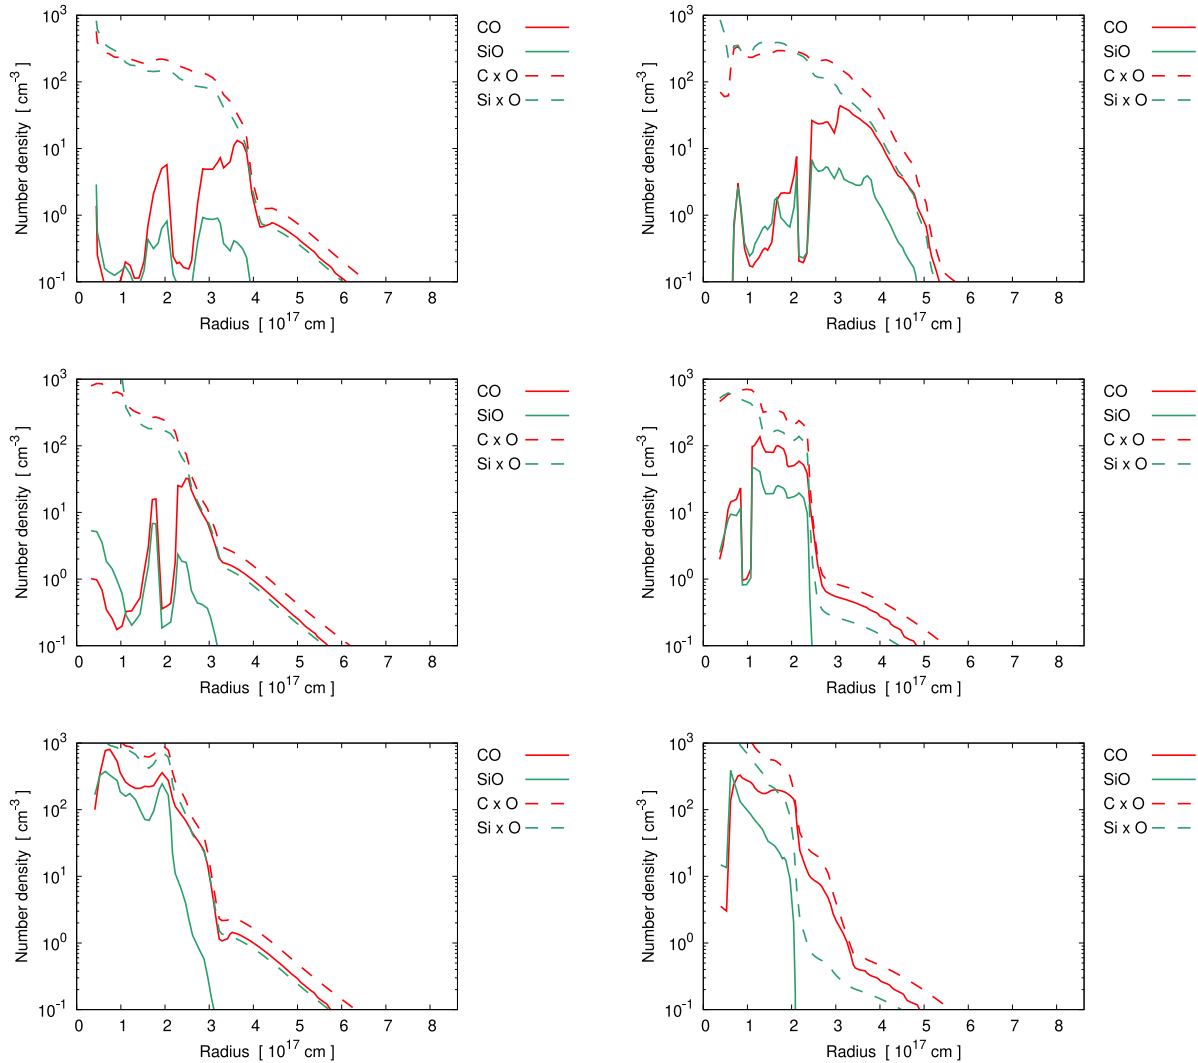 10^3
10^2
10^1
10^0
10^-1
Number density [ cm^-3 ]
0 1 2 3 4 5 6 7 8
Radius [ 10^17 cm ]
CO
SiO
C x O
Si x O
10^3
10^2
10^1
10^0
10^-1
Number density [ cm^-3 ]
0 1 2 3 4 5 6 7 8
Radius [ 10^17 cm ]
CO
SiO
C x O
Si x O
10^3
10^2
10^1
10^0
10^-1
Number density [ cm^-3 ]
0 1 2 3 4 5 6 7 8
Radius [ 10^17 cm ]
CO
SiO
C x O
Si x O
10^3
10^2
10^1
10^0
10^-1
Number density [ cm^-3 ]
0 1 2 3 4 5 6 7 8
Radius [ 10^17 cm ]
CO
SiO
C x O
Si x O
10^3
10^2
10^1
10^0
10^-1
Number density [ cm^-3 ]
0 1 2 3 4 5 6 7 8
Radius [ 10^17 cm ]
CO
SiO
C x O
Si x O
10^3
10^2
10^1
10^0
10^-1
Number density [ cm^-3 ]
0 1 2 3 4 5 6 7 8
Radius [ 10^17 cm ]
CO
SiO
C x O
Si x O